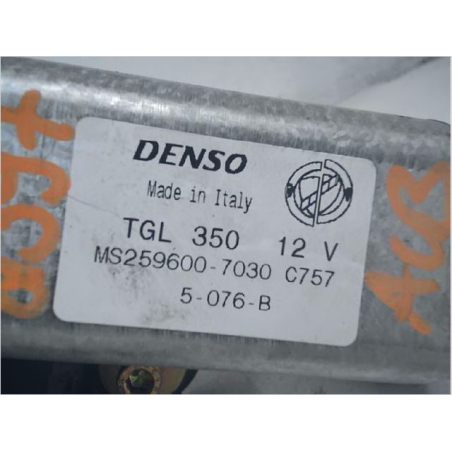 DENSO
Made in Italy
TGL 350 12 V
MS259600-7030 C757
5-076-B